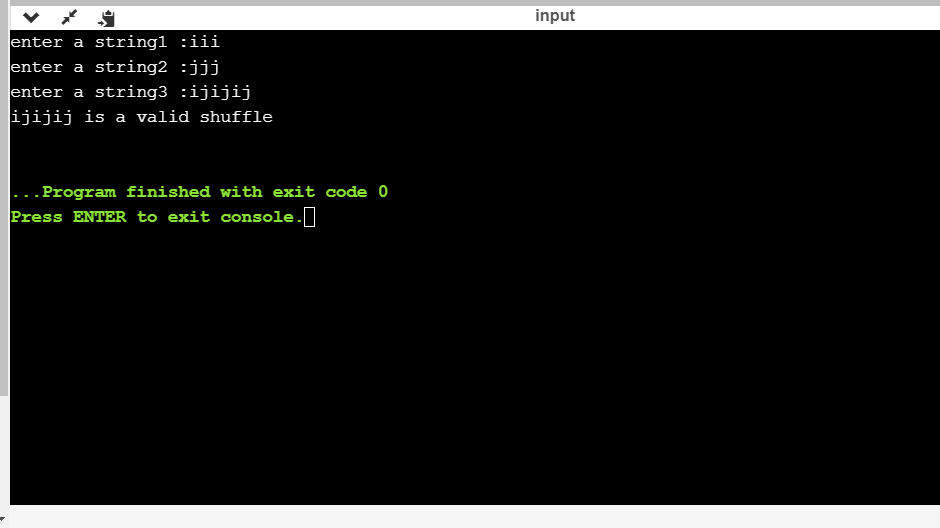 input
enter a string1 :iii
enter a string2 :jjj
enter a string3 :ijijij
ijijij is a valid shuffle
...Program finished with exit code 0
Press ENTER to exit console.